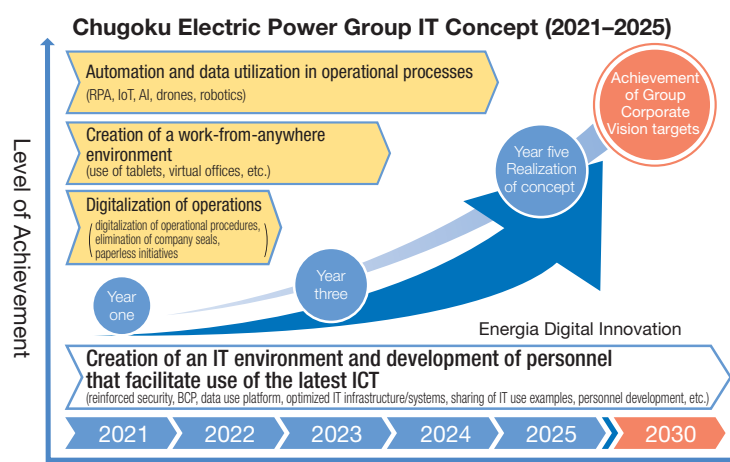 Chugoku Electric Power Group IT Concept (2021–2025)
Level of Achievement
Automation and data utilization in operational processes
(RPA, IoT, AI, drones, robotics)
Creation of a work-from-anywhere
environment
(use of tablets, virtual offices, etc.)
Digitalization of operations
(digitalization of operational procedures,
elimination of company seals,
paperless initiatives)
Year
one
Year
three
Year five
Realization
of concept
Achievement
of Group
Corporate
Vision targets
Energia Digital Innovation
Creation of an IT environment and development of personnel
that facilitate use of the latest ICT
(reinforced security, BCP, data use platform, optimized IT infrastructure/systems, sharing of IT use examples, personnel development, etc.)
2021 2022 2023 2024 2025 2030